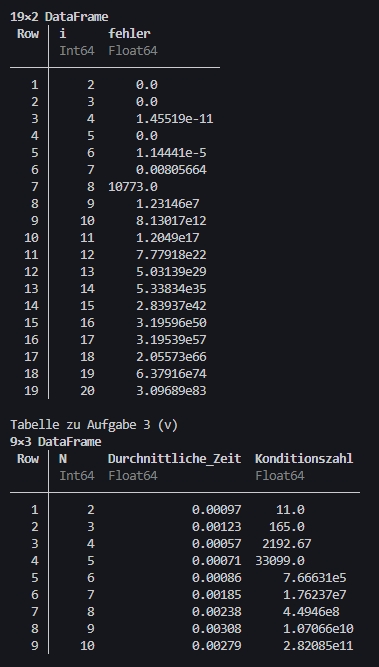 19×2 DataFrame
Row i fehler
Int64 Float64
1 2 0.0
2 3 0.0
3 4 1.45519e-11
4 5 0.0
5 6 1.14441e-5
6 7 0.00805664
7 8 10773.0
8 9 1.23146e7
9 10 8.13017e12
10 11 1.2049e17
11 12 7.77918e22
12 13 5.03139e29
13 14 5.33834e35
14 15 2.83937e42
15 16 3.19596e50
16 17 3.19539e57
17 18 2.05573e66
18 19 6.37916e74
19 20 3.09689e83
Tabelle zu Aufgabe 3 (v)
9×3 DataFrame
Row N Durchnittliche_Zeit Konditionszahl
Int64 Float64 Float64
1 2 0.00097 11.0
2 3 0.00123 165.0
3 4 0.00057 2192.67
4 5 0.00071 33099.0
5 6 0.00086 7.66631e5
6 7 0.00185 1.76237e7
7 8 0.00238 4.4946e8
8 9 0.00308 1.07066e10
9 10 0.00279 2.82085e11